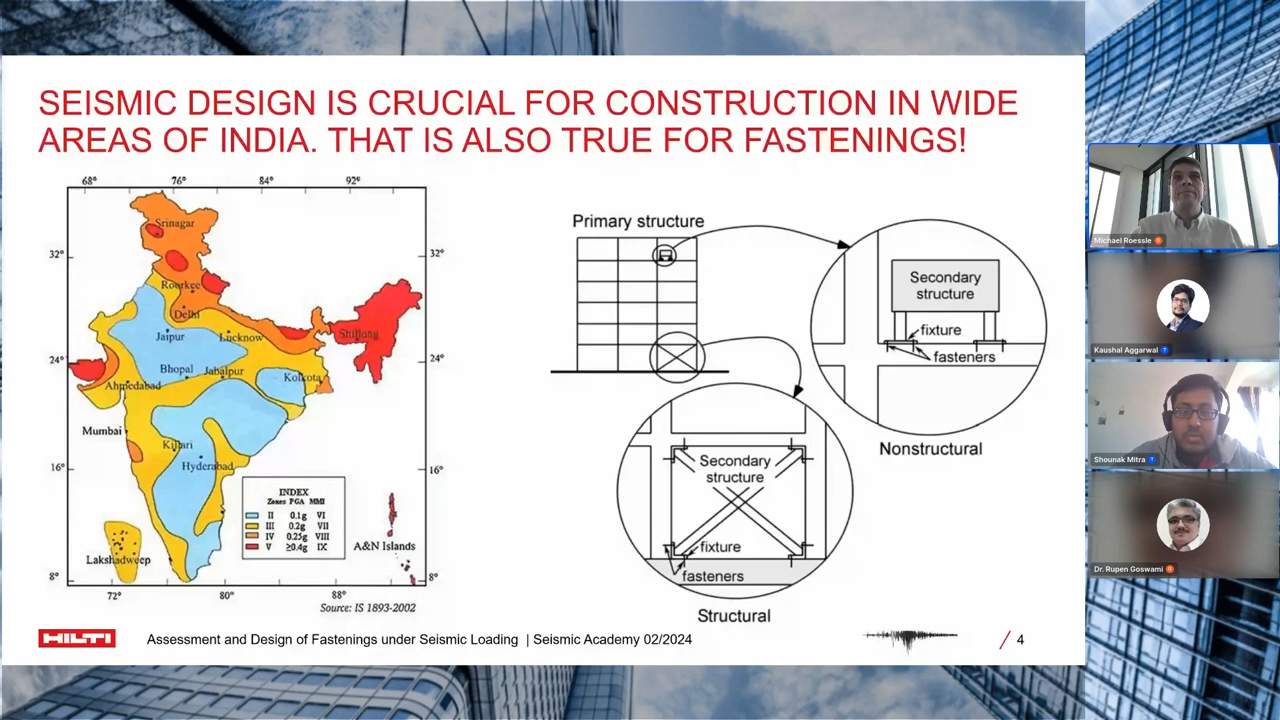 SEISMIC DESIGN IS CRUCIAL FOR CONSTRUCTION IN WIDE
AREAS OF INDIA. THAT IS ALSO TRUE FOR FASTENINGS!
68° 76° 84° 92°
32° 32°
24° 24°
16° 16°
8° 8°
72° 80° 88°
Srinagar
Roorkee
Delhi
Jaipur
Lucknow
Shillong
Bhopal
Jabalpur
Kolkota
Ahmedabad
Mumbai
Killari
Hyderabad
Lakshadweep
A&N Islands
INDEX
Zones PGA MMI
II 0.1g VI
III 0.2g VII
IV 0.25g VIII
V ≥0.4g IX
Source: IS 1893-2002
Primary structure
Secondary
structure
fixture
fasteners
Nonstructural
Secondary
structure
fixture
fasteners
Structural
HILTI
Assessment and Design of Fastenings under Seismic Loading | Seismic Academy 02/2024
/ 4
Michael Roessle
Kaushal Aggarwal
Shounak Mitra
Dr. Rupen Goswami